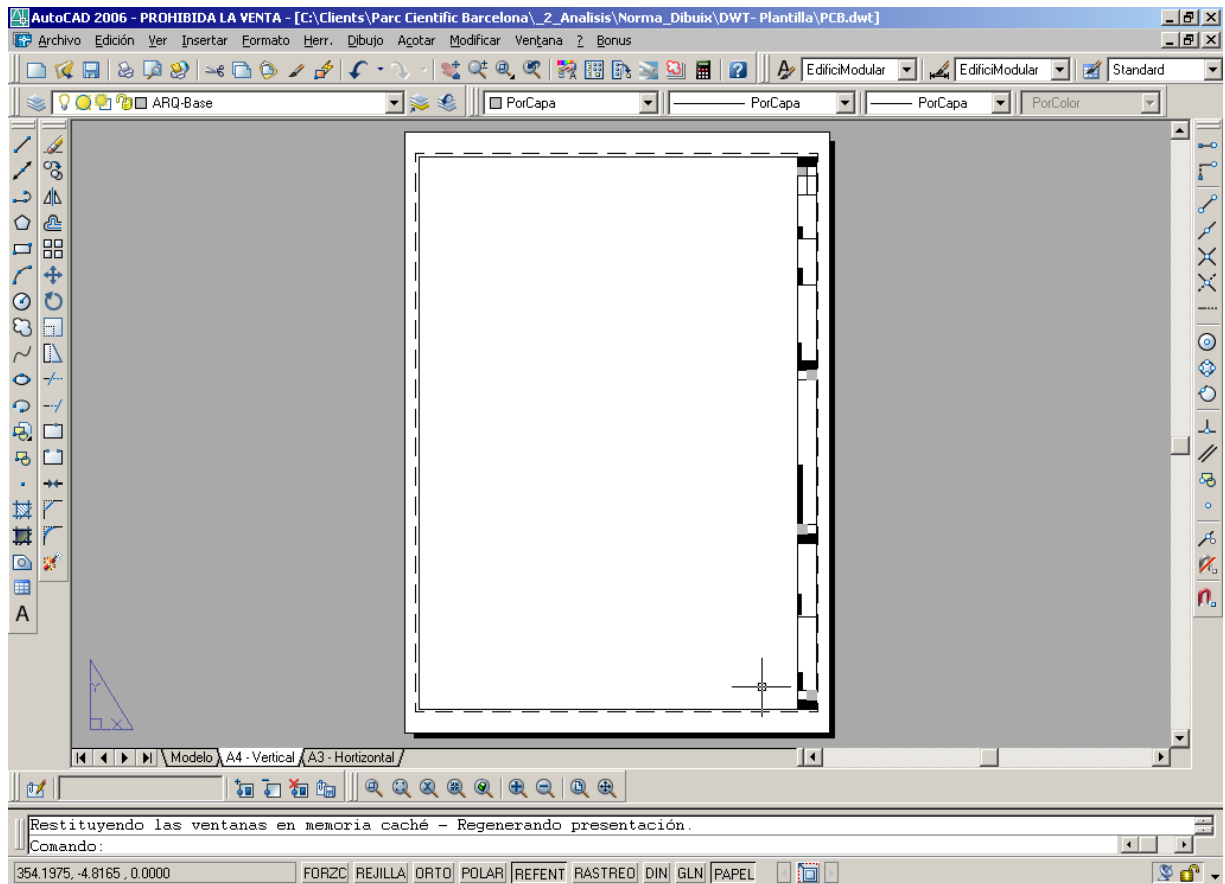 AutoCAD 2006 - PROHIBIDA LA VENTA - [C:\Clients\Parc Cientific Barcelona\_2_Analisis\Norma_Dibuix\DWT- Plantilla\PCB.dwt]
Archivo Edición Ver Insertar Formato Herr. Dibujo Acotar Modificar Ventana ? Bonus
EdificiModular EdificiModular Standard
ARQ-Base PorCapa PorCapa PorCapa PorColor
A
Y
X
Modelo A4 - Vertical A3 - Hortizontal
Restituyendo las ventanas en memoria caché - Regenerando presentación.
Comando:
354.1975, -4.8165 , 0.0000 FORZC REJILLA ORTO POLAR REFENT RASTREO DIN GLN PAPEL